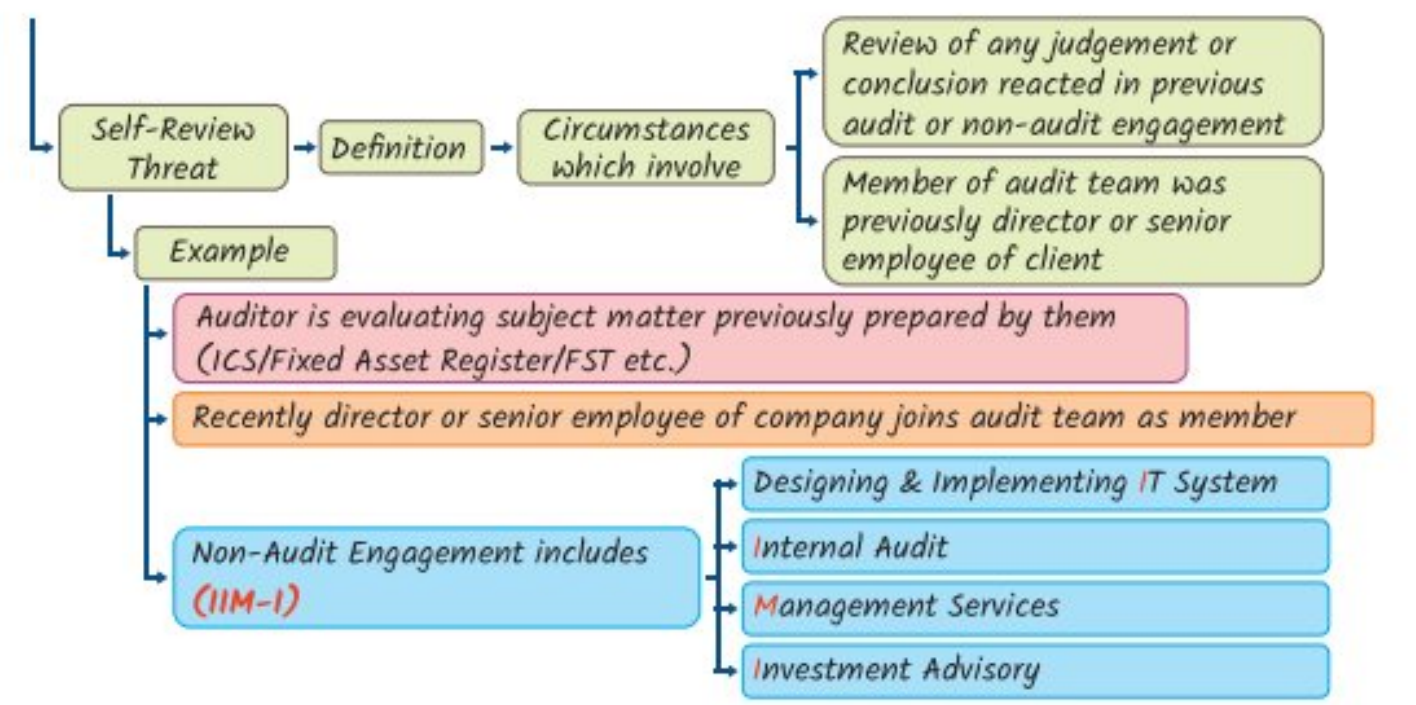 Self-Review
Threat
Definition
Circumstances
which involve
Review of any judgement or
conclusion reacted in previous
audit or non-audit engagement
Member of audit team was
previously director or senior
employee of client
Example
Auditor is evaluating subject matter previously prepared by them
(ICS/Fixed Asset Register/FST etc.)
Recently director or senior employee of company joins audit team as member
Non-Audit Engagement includes
(IIM-I)
Designing & Implementing IT System
Internal Audit
Management Services
Investment Advisory